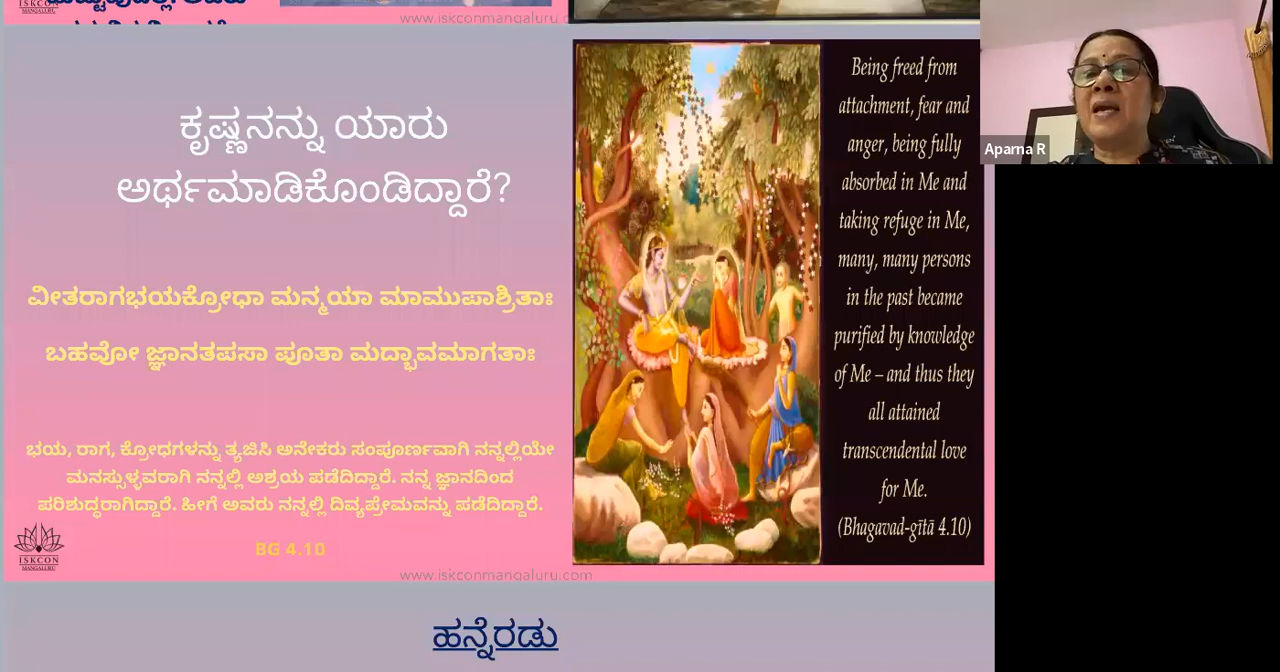 ISKCON
MANGALURU
www.iskconmangaluru.c
ಕೃಷ್ಣನನ್ನು ಯಾರು
ಅರ್ಥಮಾಡಿಕೊಂಡಿದ್ದಾರೆ?
ವೀತರಾಗಭಯಕ್ರೋಧಾ ಮನ್ಮಯಾ ಮಾಮುಪಾಶ್ರಿತಾಃ
ಬಹವೋ ಜ್ಞಾನತಪಸಾ ಪೂತಾ ಮದ್ಭಾವಮಾಗತಾಃ
ಭಯ, ರಾಗ, ಕ್ರೋಧಗಳನ್ನು ತ್ಯಜಿಸಿ ಅನೇಕರು ಸಂಪೂರ್ಣವಾಗಿ ನನ್ನಲ್ಲಿಯೇ
ಮನಸ್ಸುಳ್ಳವರಾಗಿ ನನ್ನಲ್ಲಿ ಅಶ್ರಯ ಪಡೆದಿದ್ದಾರೆ. ನನ್ನ ಜ್ಞಾನದಿಂದ
ಪರಿಶುದ್ಧರಾಗಿದ್ದಾರೆ. ಹೀಗೆ ಅವರು ನನ್ನಲ್ಲಿ ದಿವ್ಯಪ್ರೇಮವನ್ನು ಪಡೆದಿದ್ದಾರೆ.
BG 4.10
ISKCON
MANGALURU
www.iskconmangaluru.com
Being freed from
attachment, fear and
anger, being fully
absorbed in Me and
taking refuge in Me,
many, many persons
in the past became
purified by knowledge
of Me – and thus they
all attained
transcendental love
for Me.
(Bhagavad-gītā 4.10)
Aparna R
ಹನ್ನೆರಡು